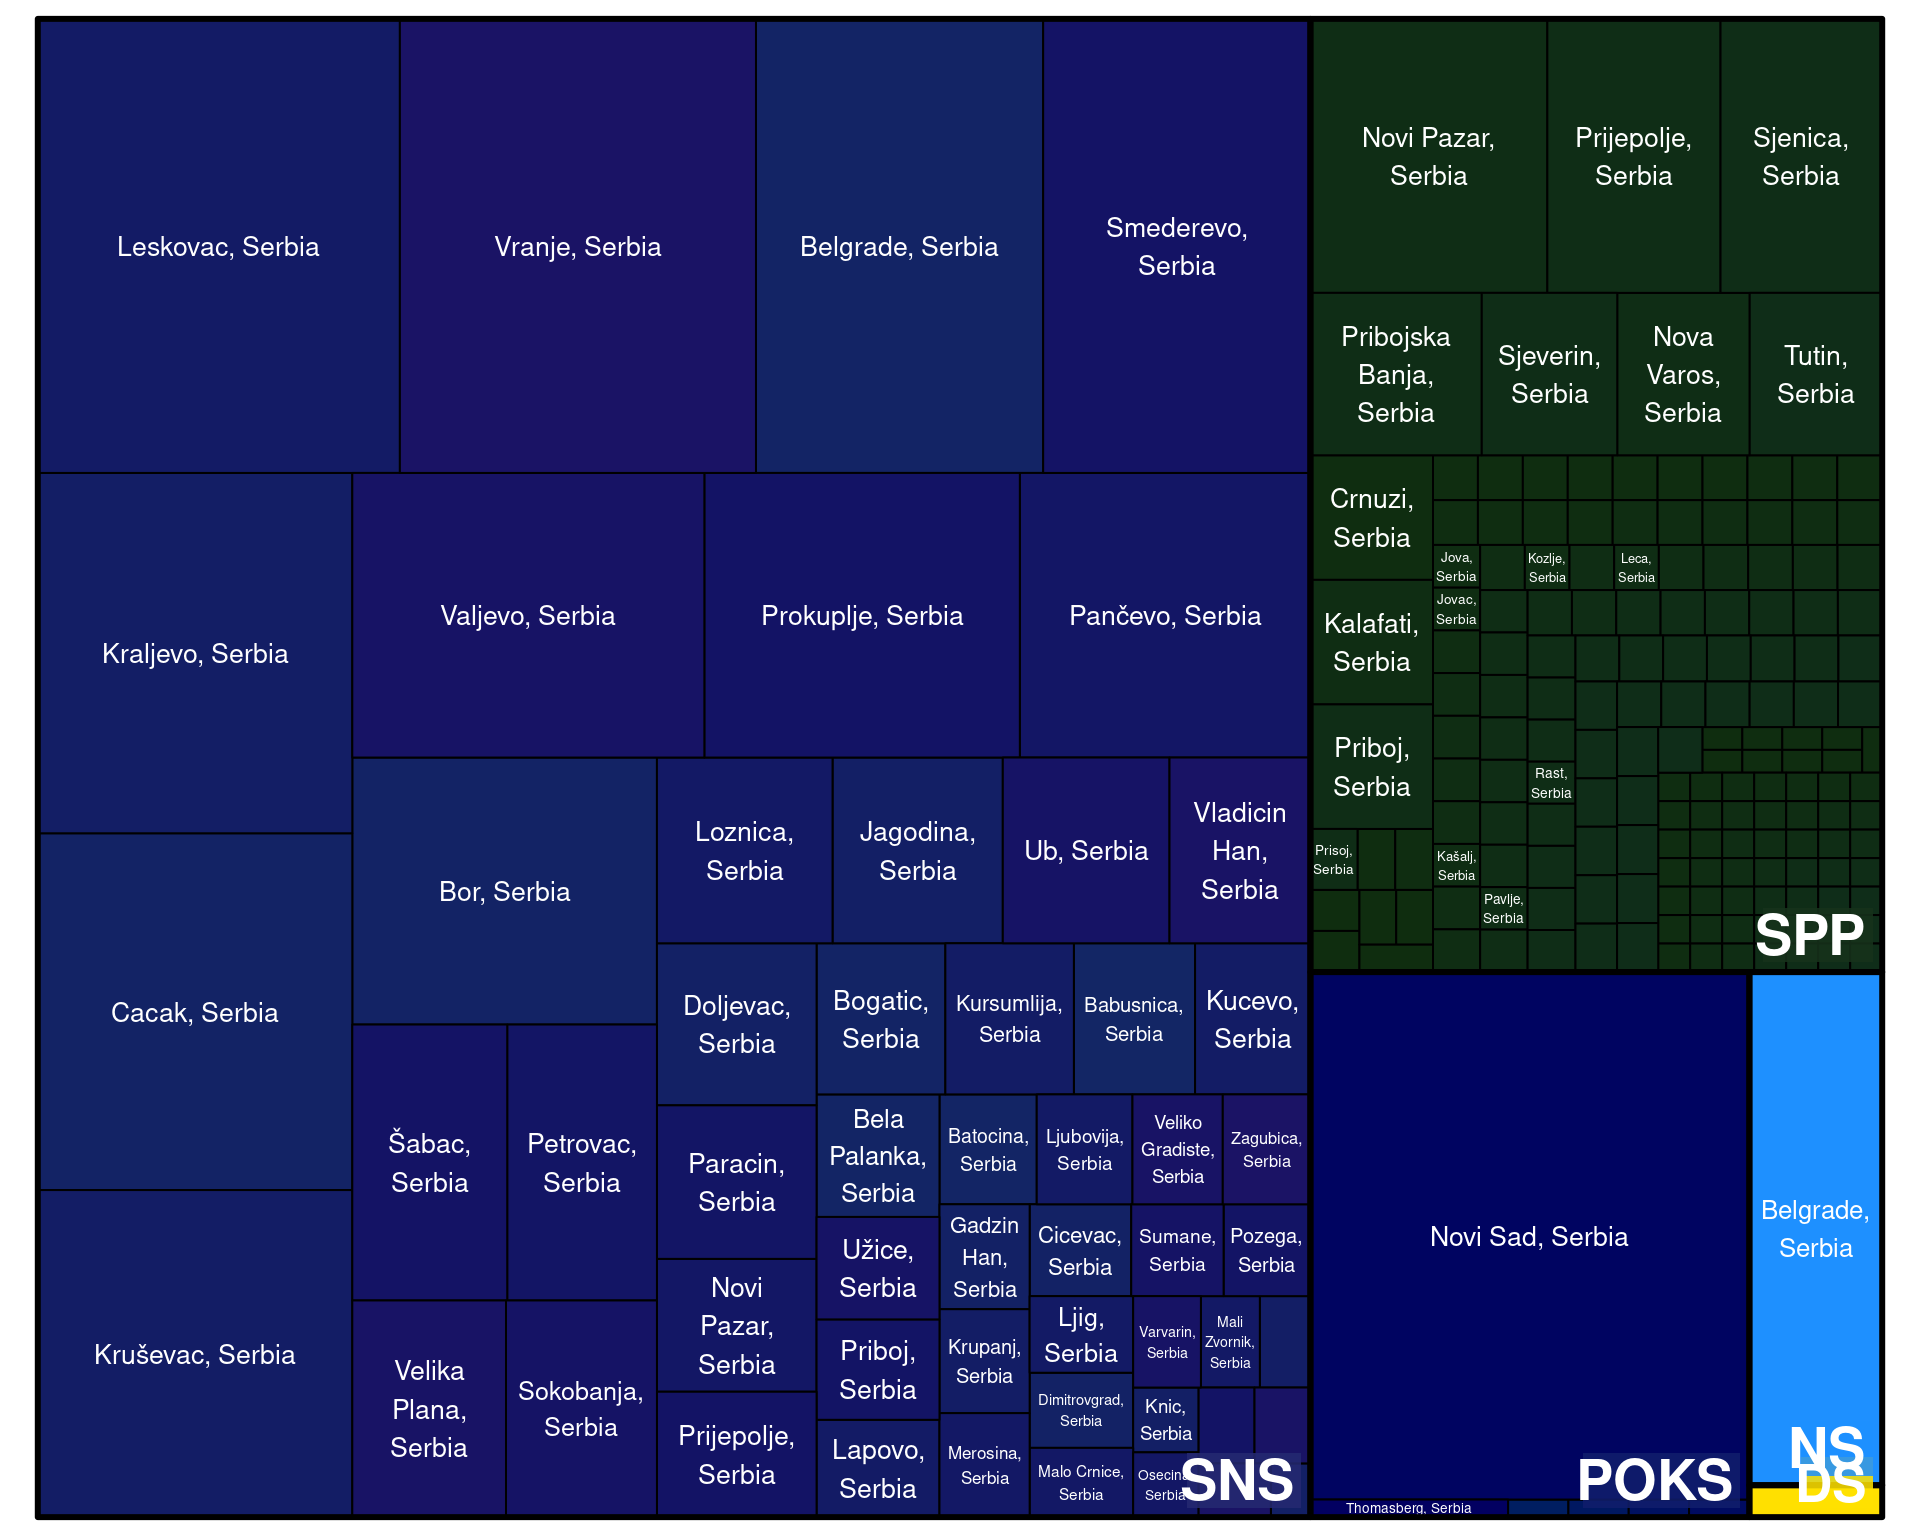 Leskovac, Serbia
Vranje, Serbia
Belgrade, Serbia
Smederevo,
Serbia
Kraljevo, Serbia
Valjevo, Serbia
Prokuplje, Serbia
Pančevo, Serbia
Cacak, Serbia
Bor, Serbia
Loznica,
Serbia
Jagodina,
Serbia
Ub, Serbia
Vladicin
Han,
Serbia
Kruševac, Serbia
Šabac,
Serbia
Petrovac,
Serbia
Velika
Plana,
Serbia
Sokobanja,
Serbia
Doljevac,
Serbia
Paracin,
Serbia
Novi
Pazar,
Serbia
Prijepolje,
Serbia
Bogatic,
Serbia
Kursumlija,
Serbia
Babusnica,
Serbia
Kucevo,
Serbia
Bela
Palanka,
Serbia
Užice,
Serbia
Priboj,
Serbia
Lapovo,
Serbia
Batocina,
Serbia
Ljubovija,
Serbia
Veliko
Gradiste,
Serbia
Zagubica,
Serbia
Gadzin
Han,
Serbia
Krupanj,
Serbia
Merosina,
Serbia
Cicevac,
Serbia
Sumane,
Serbia
Pozega,
Serbia
Ljig,
Serbia
Dimitrovgrad,
Serbia
Malo Crnice,
Serbia
Varvarin,
Serbia
Mali
Zvornik,
Serbia
Knic,
Serbia
Osecina,
Serbia
SNS
Novi Pazar,
Serbia
Prijepolje,
Serbia
Sjenica,
Serbia
Pribojska
Banja,
Serbia
Sjeverin,
Serbia
Nova
Varos,
Serbia
Tutin,
Serbia
Crnuzi,
Serbia
Kalafati,
Serbia
Priboj,
Serbia
Prisoj,
Serbia
Jova,
Serbia
Kozlje,
Serbia
Leca,
Serbia
Jovac,
Serbia
Rast,
Serbia
Kašalj,
Serbia
Pavlje,
Serbia
SPP
Novi Sad, Serbia
Thomasberg, Serbia
POKS
Belgrade,
Serbia
NS
DS